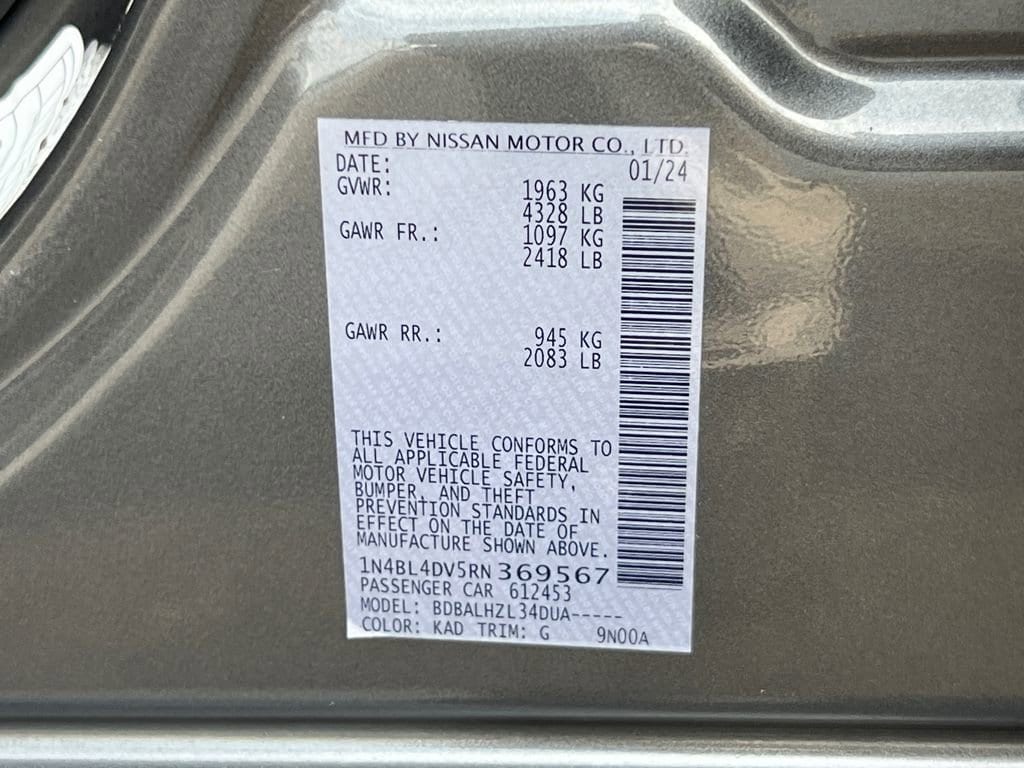 MFD BY NISSAN MOTOR CO., LTD.
DATE: 01/24
GVWR: 1963 KG
4328 LB
GAWR FR.: 1097 KG
2418 LB
GAWR RR.: 945 KG
2083 LB
THIS VEHICLE CONFORMS TO
ALL APPLICABLE FEDERAL
MOTOR VEHICLE SAFETY,
BUMPER, AND THEFT
PREVENTION STANDARDS IN
EFFECT ON THE DATE OF
MANUFACTURE SHOWN ABOVE.
1N4BL4DV5RN369567
PASSENGER CAR 612453
MODEL: BDBALHZL34DUA-----
COLOR: KAD TRIM: G 9N00A